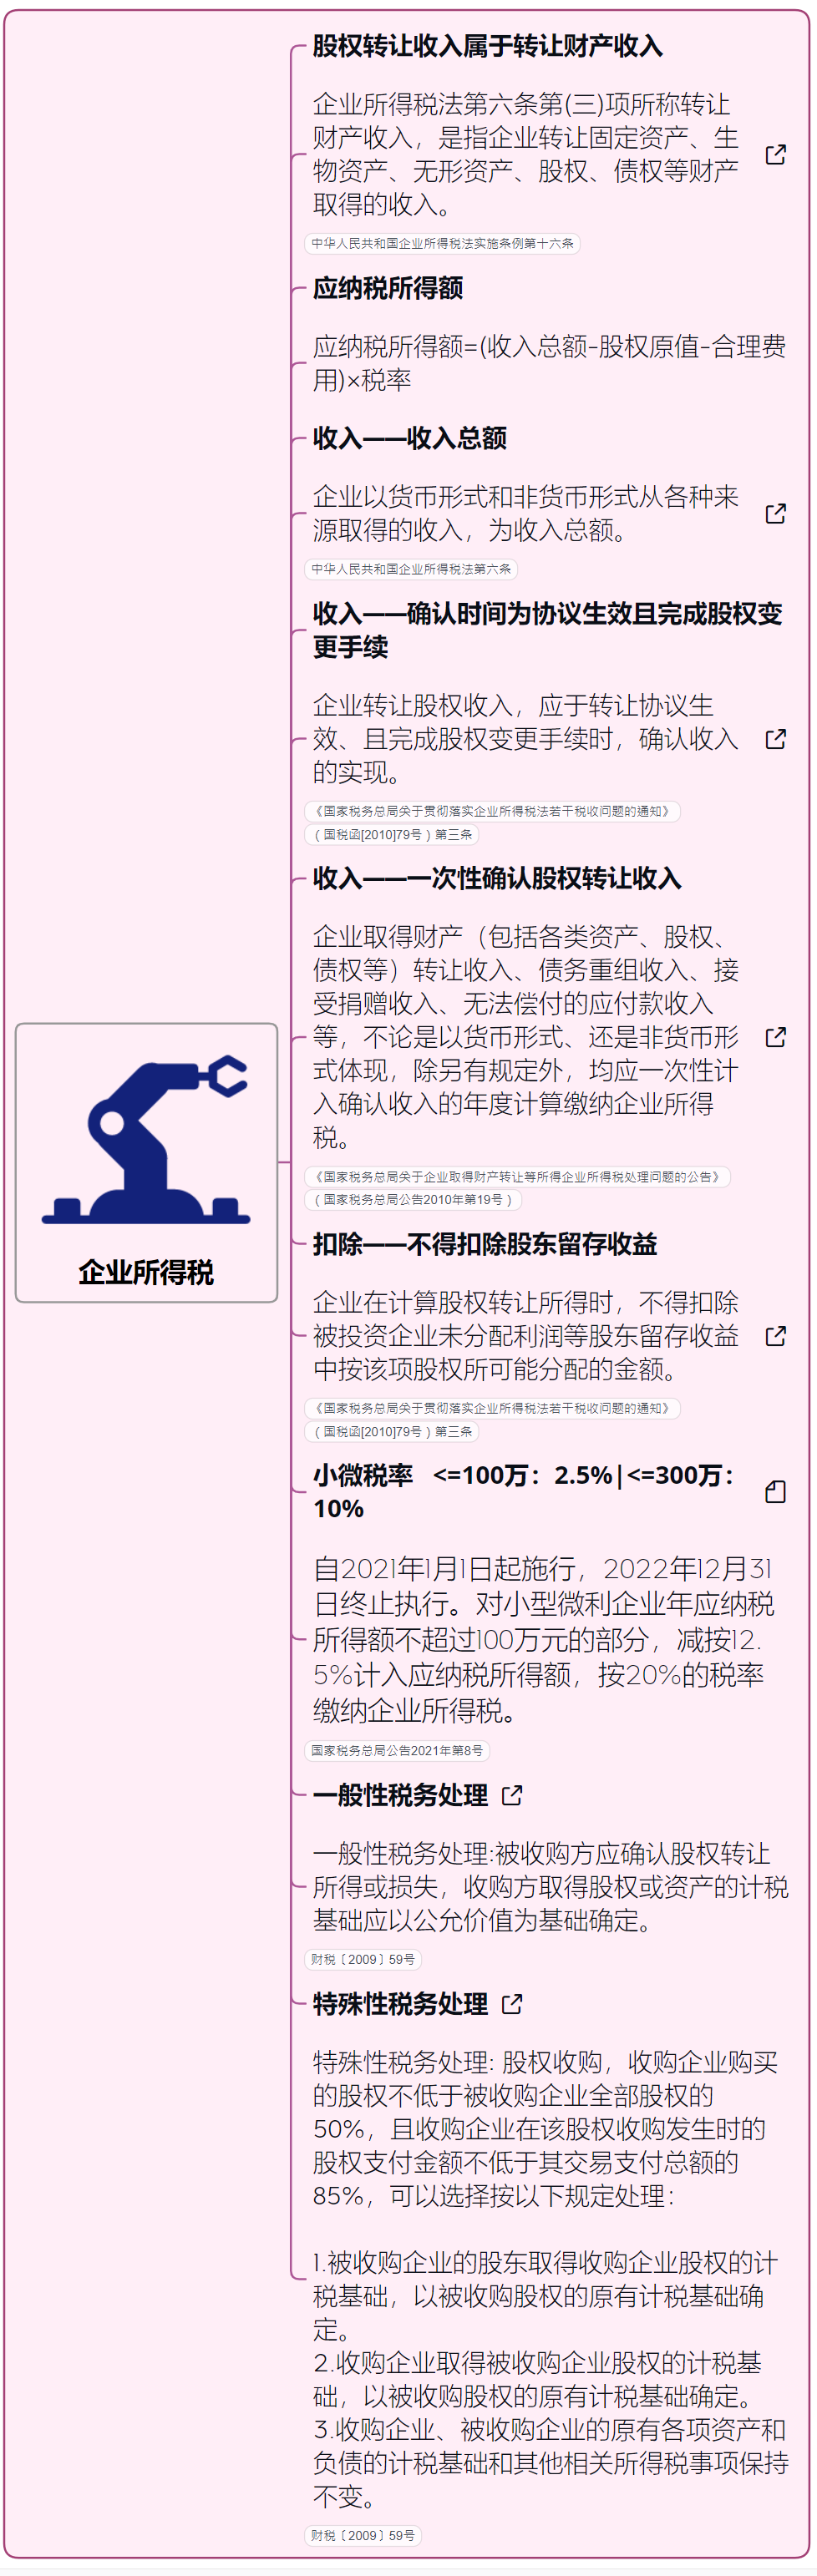 股权转让收入属于转让财产收入
企业所得税法第六条第(三)项所称转让
财产收入，是指企业转让固定资产、生
物资产、无形资产、股权、债权等财产
取得的收入。
中华人民共和国企业所得税法实施条例第十六条
应纳税所得额
应纳税所得额=(收入总额-股权原值-合理费
用)×税率
收入——收入总额
企业以货币形式和非货币形式从各种来
源取得的收入，为收入总额。
中华人民共和国企业所得税法第六条
收入——确认时间为协议生效且完成股权变
更手续
企业转让股权收入，应于转让协议生
效、且完成股权变更手续时，确认收入
的实现。
《国家税务总局关于贯彻落实企业所得税法若干税收问题的通知》
（国税函[2010]79号）第三条
收入——一次性确认股权转让收入
企业取得财产（包括各类资产、股权、
债权等）转让收入、债务重组收入、接
受捐赠收入、无法偿付的应付款收入
等，不论是以货币形式、还是非货币形
式体现，除另有规定外，均应一次性计
入确认收入的年度计算缴纳企业所得
税。
《国家税务总局关于企业取得财产转让等所得企业所得税处理问题的公告》
（国家税务总局公告2010年第19号）
企业所得税
扣除——不得扣除股东留存收益
企业在计算股权转让所得时，不得扣除
被投资企业未分配利润等股东留存收益
中按该项股权所可能分配的金额。
《国家税务总局关于贯彻落实企业所得税法若干税收问题的通知》
（国税函[2010]79号）第三条
小微税率 <=100万：2.5%|<=300万：
10%
自2021年1月1日起施行，2022年12月31
日终止执行。对小型微利企业年应纳税
所得额不超过100万元的部分，减按12.
5%计入应纳税所得额，按20%的税率
缴纳企业所得税。
国家税务总局公告2021年第8号
一般性税务处理
一般性税务处理:被收购方应确认股权转让
所得或损失，收购方取得股权或资产的计税
基础应以公允价值为基础确定。
财税〔2009〕59号
特殊性税务处理
特殊性税务处理: 股权收购，收购企业购买
的股权不低于被收购企业全部股权的
50%，且收购企业在该股权收购发生时的
股权支付金额不低于其交易支付总额的
85%，可以选择按以下规定处理：
1.被收购企业的股东取得收购企业股权的计
税基础，以被收购股权的原有计税基础确
定。
2.收购企业取得被收购企业股权的计税基
础，以被收购股权的原有计税基础确定。
3.收购企业、被收购企业的原有各项资产和
负债的计税基础和其他相关所得税事项保持
不变。
财税〔2009〕59号